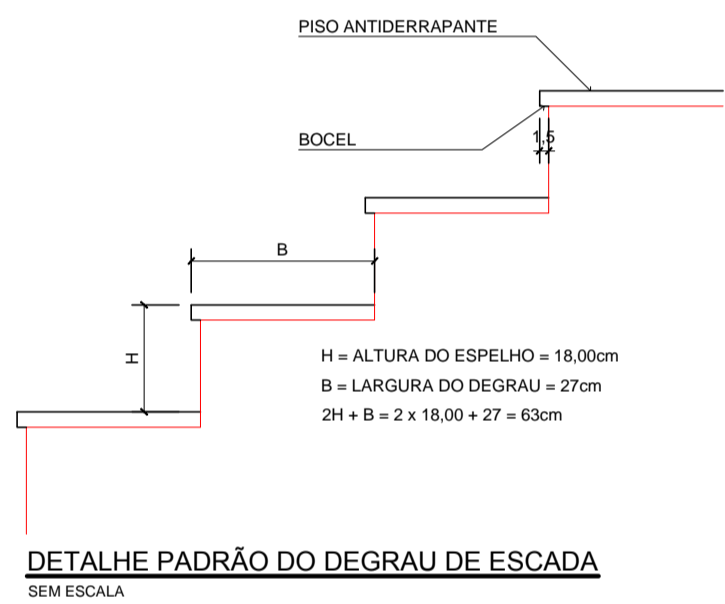 PISO ANTIDERRAPANTE
BOCEL
1,5
B
H
H = ALTURA DO ESPELHO = 18,00cm
B = LARGURA DO DEGRAU = 27cm
2H + B = 2 x 18,00 + 27 = 63cm
DETALHE PADRÃO DO DEGRAU DE ESCADA
SEM ESCALA